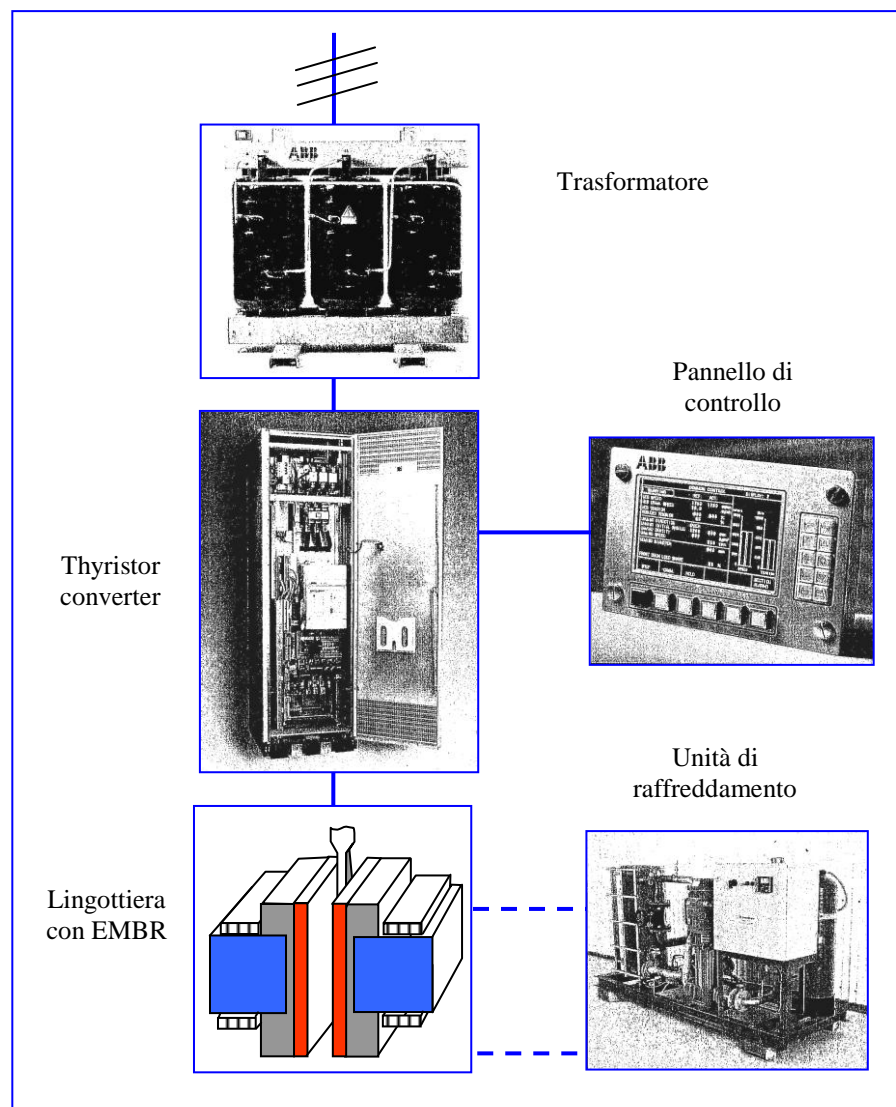 ABB
Trasformatore
Pannello di
controllo
ABB
Thyristor
converter
Unità di
raffreddamento
Lingottiera
con EMBR